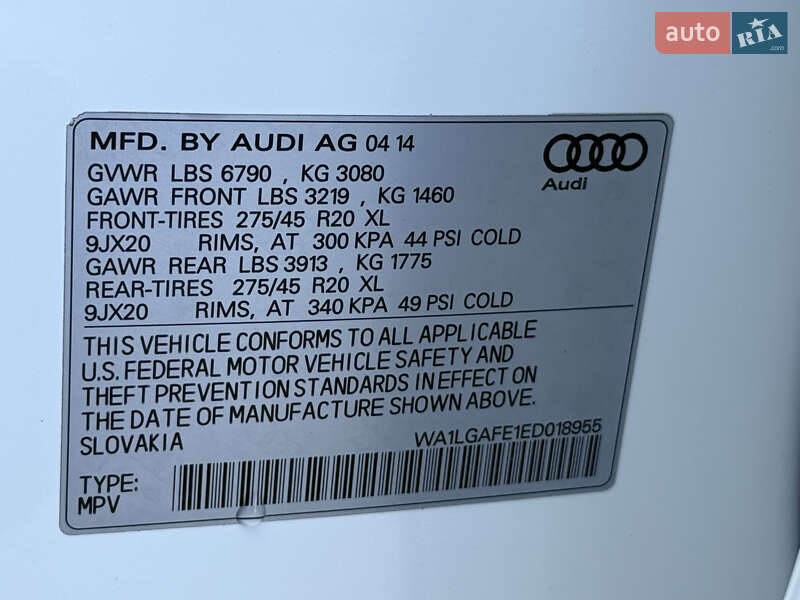 auto RIA .com
MFD. BY AUDI AG 04 14
GVWR LBS 6790 , KG 3080
GAWR FRONT LBS 3219 , KG 1460
FRONT-TIRES 275/45 R20 XL
9JX20 RIMS, AT 300 KPA 44 PSI COLD
GAWR REAR LBS 3913 , KG 1775
REAR-TIRES 275/45 R20 XL
9JX20 RIMS, AT 340 KPA 49 PSI COLD
Audi
THIS VEHICLE CONFORMS TO ALL APPLICABLE
U.S. FEDERAL MOTOR VEHICLE SAFETY AND
THEFT PREVENTION STANDARDS IN EFFECT ON
THE DATE OF MANUFACTURE SHOWN ABOVE.
SLOVAKIA WA1LGAFE1ED018955
TYPE:
MPV